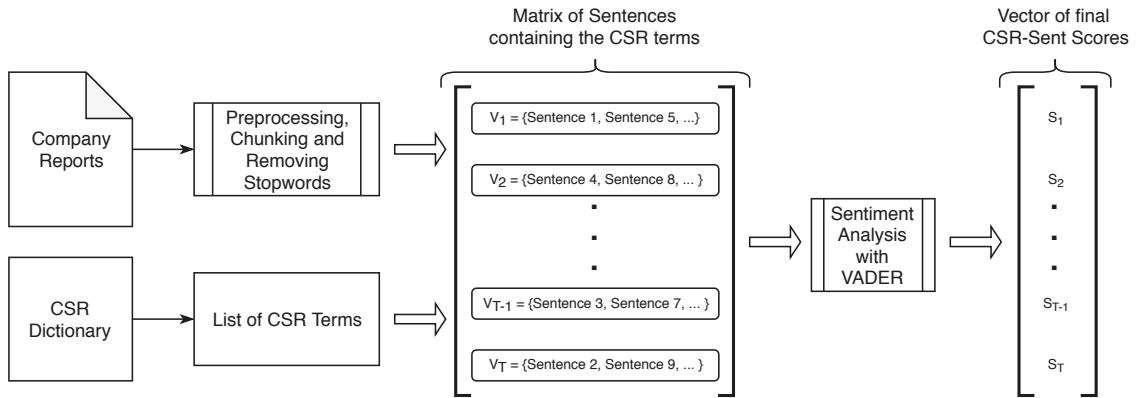 Matrix of Sentences
containing the CSR terms
Vector of final
CSR-Sent Scores
Company
Reports
Preprocessing,
Chunking and
Removing
Stopwords
CSR
Dictionary
List of CSR Terms
V1 = {Sentence 1, Sentence 5, ...}
V2 = {Sentence 4, Sentence 8, ... }
VT-1 = {Sentence 3, Sentence 7, ... }
VT = {Sentence 2, Sentence 9, ... }
Sentiment
Analysis
with
VADER
S1
S2
ST-1
ST